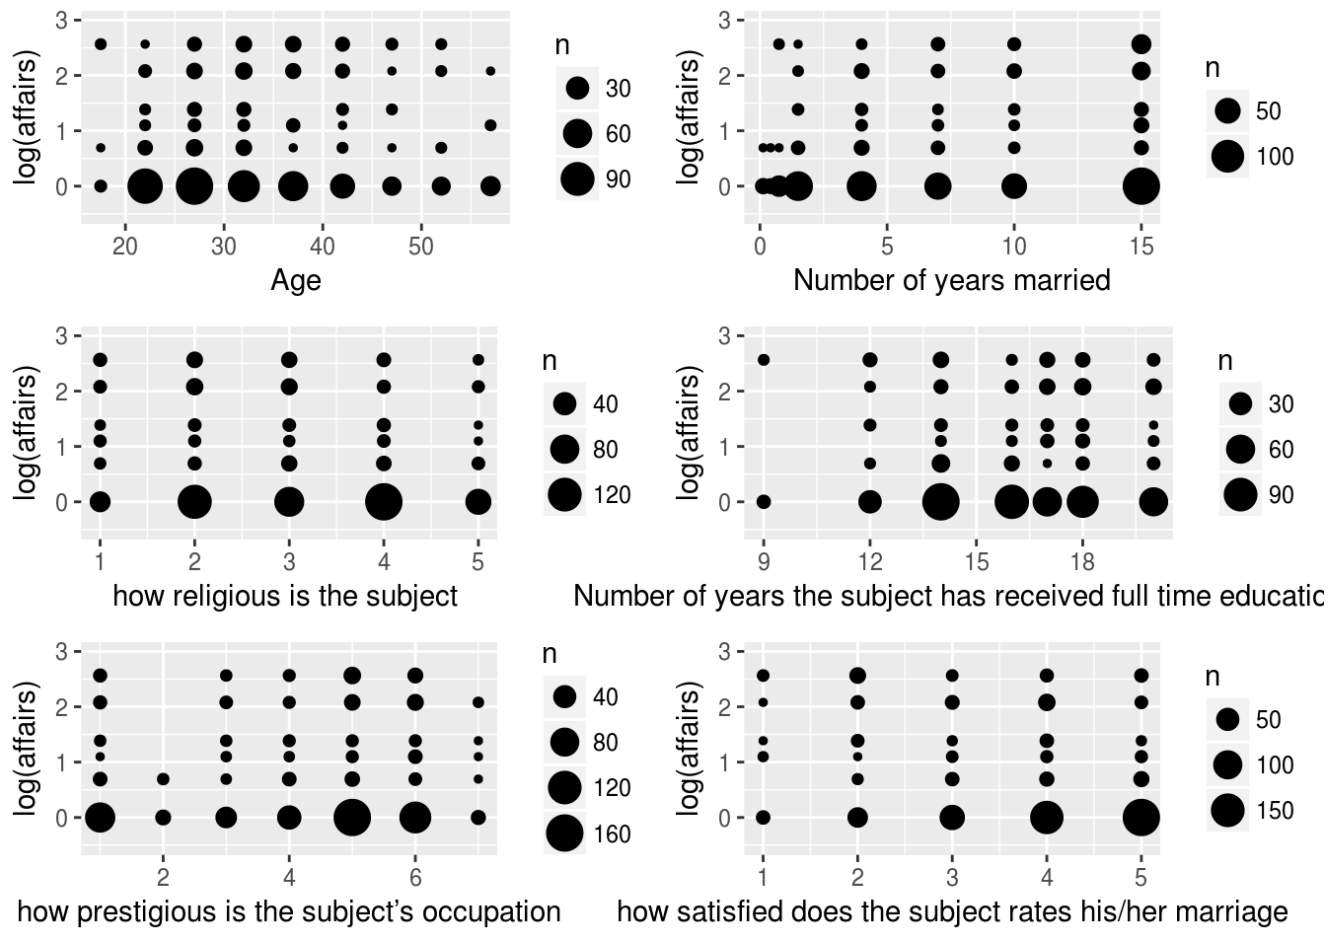 log(affairs)
3
2
1
0
20 30 40 50
Age
n
30
60
90
log(affairs)
3
2
1
0
0 5 10 15
Number of years married
n
50
100
log(affairs)
3
2
1
0
1 2 3 4 5
how religious is the subject
n
40
80
120
log(affairs)
3
2
1
0
9 12 15 18
Number of years the subject has received full time educatio
n
30
60
90
log(affairs)
3
2
1
0
2 4 6
how prestigious is the subject's occupation
n
40
80
120
160
log(affairs)
3
2
1
0
1 2 3 4 5
how satisfied does the subject rates his/her marriage
n
50
100
150